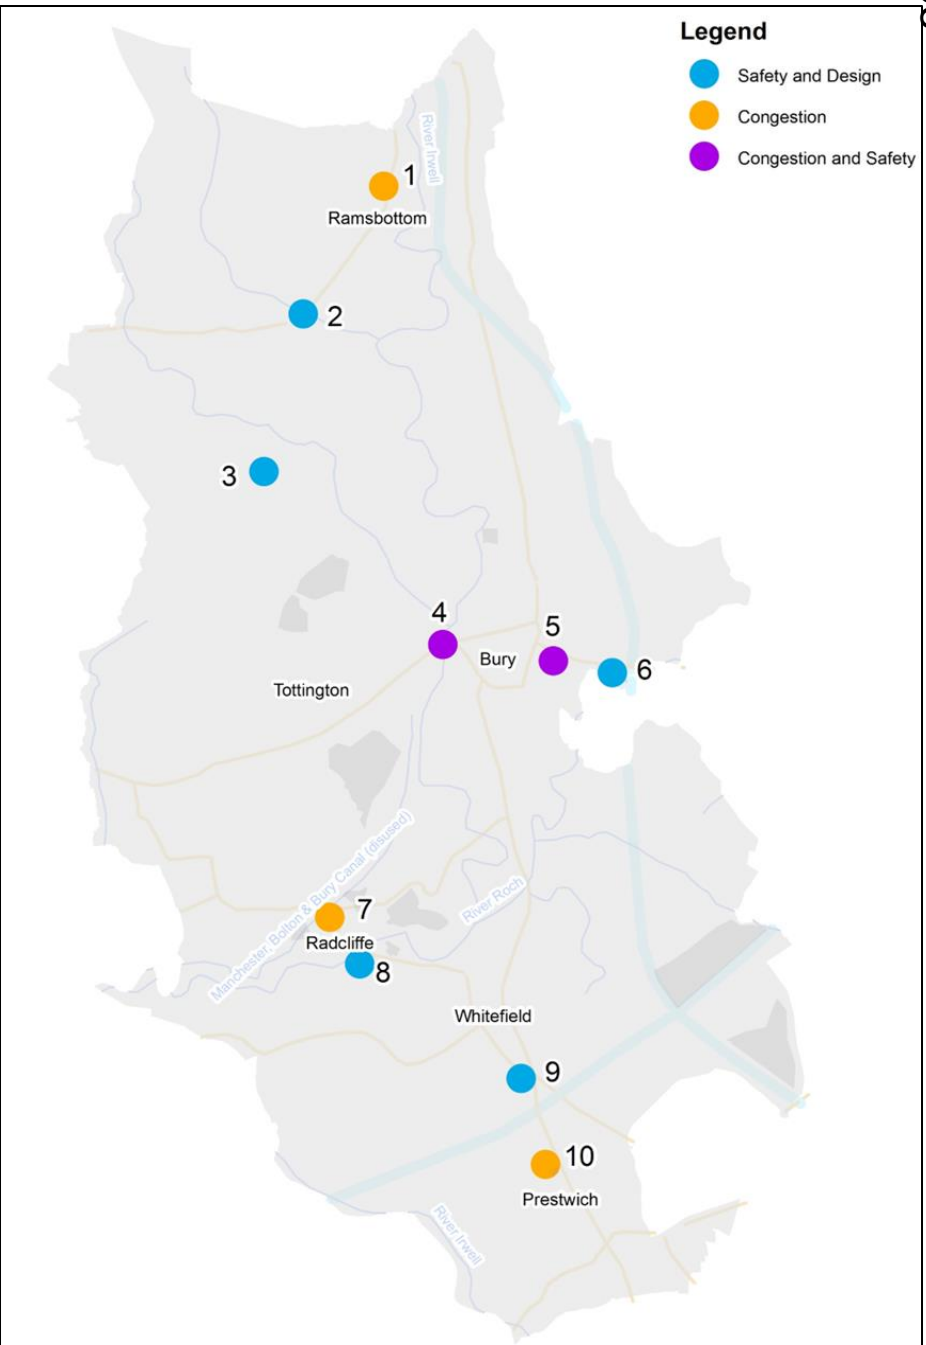 Legend
Safety and Design
Congestion
Congestion and Safety
River Irwell
1
Ramsbottom
2
3
4
5
Bury
6
Tottington
Manchester, Bolton & Bury Canal (disused)
River Roch
7
Radcliffe
8
Whitefield
9
10
Prestwich
River Irwell